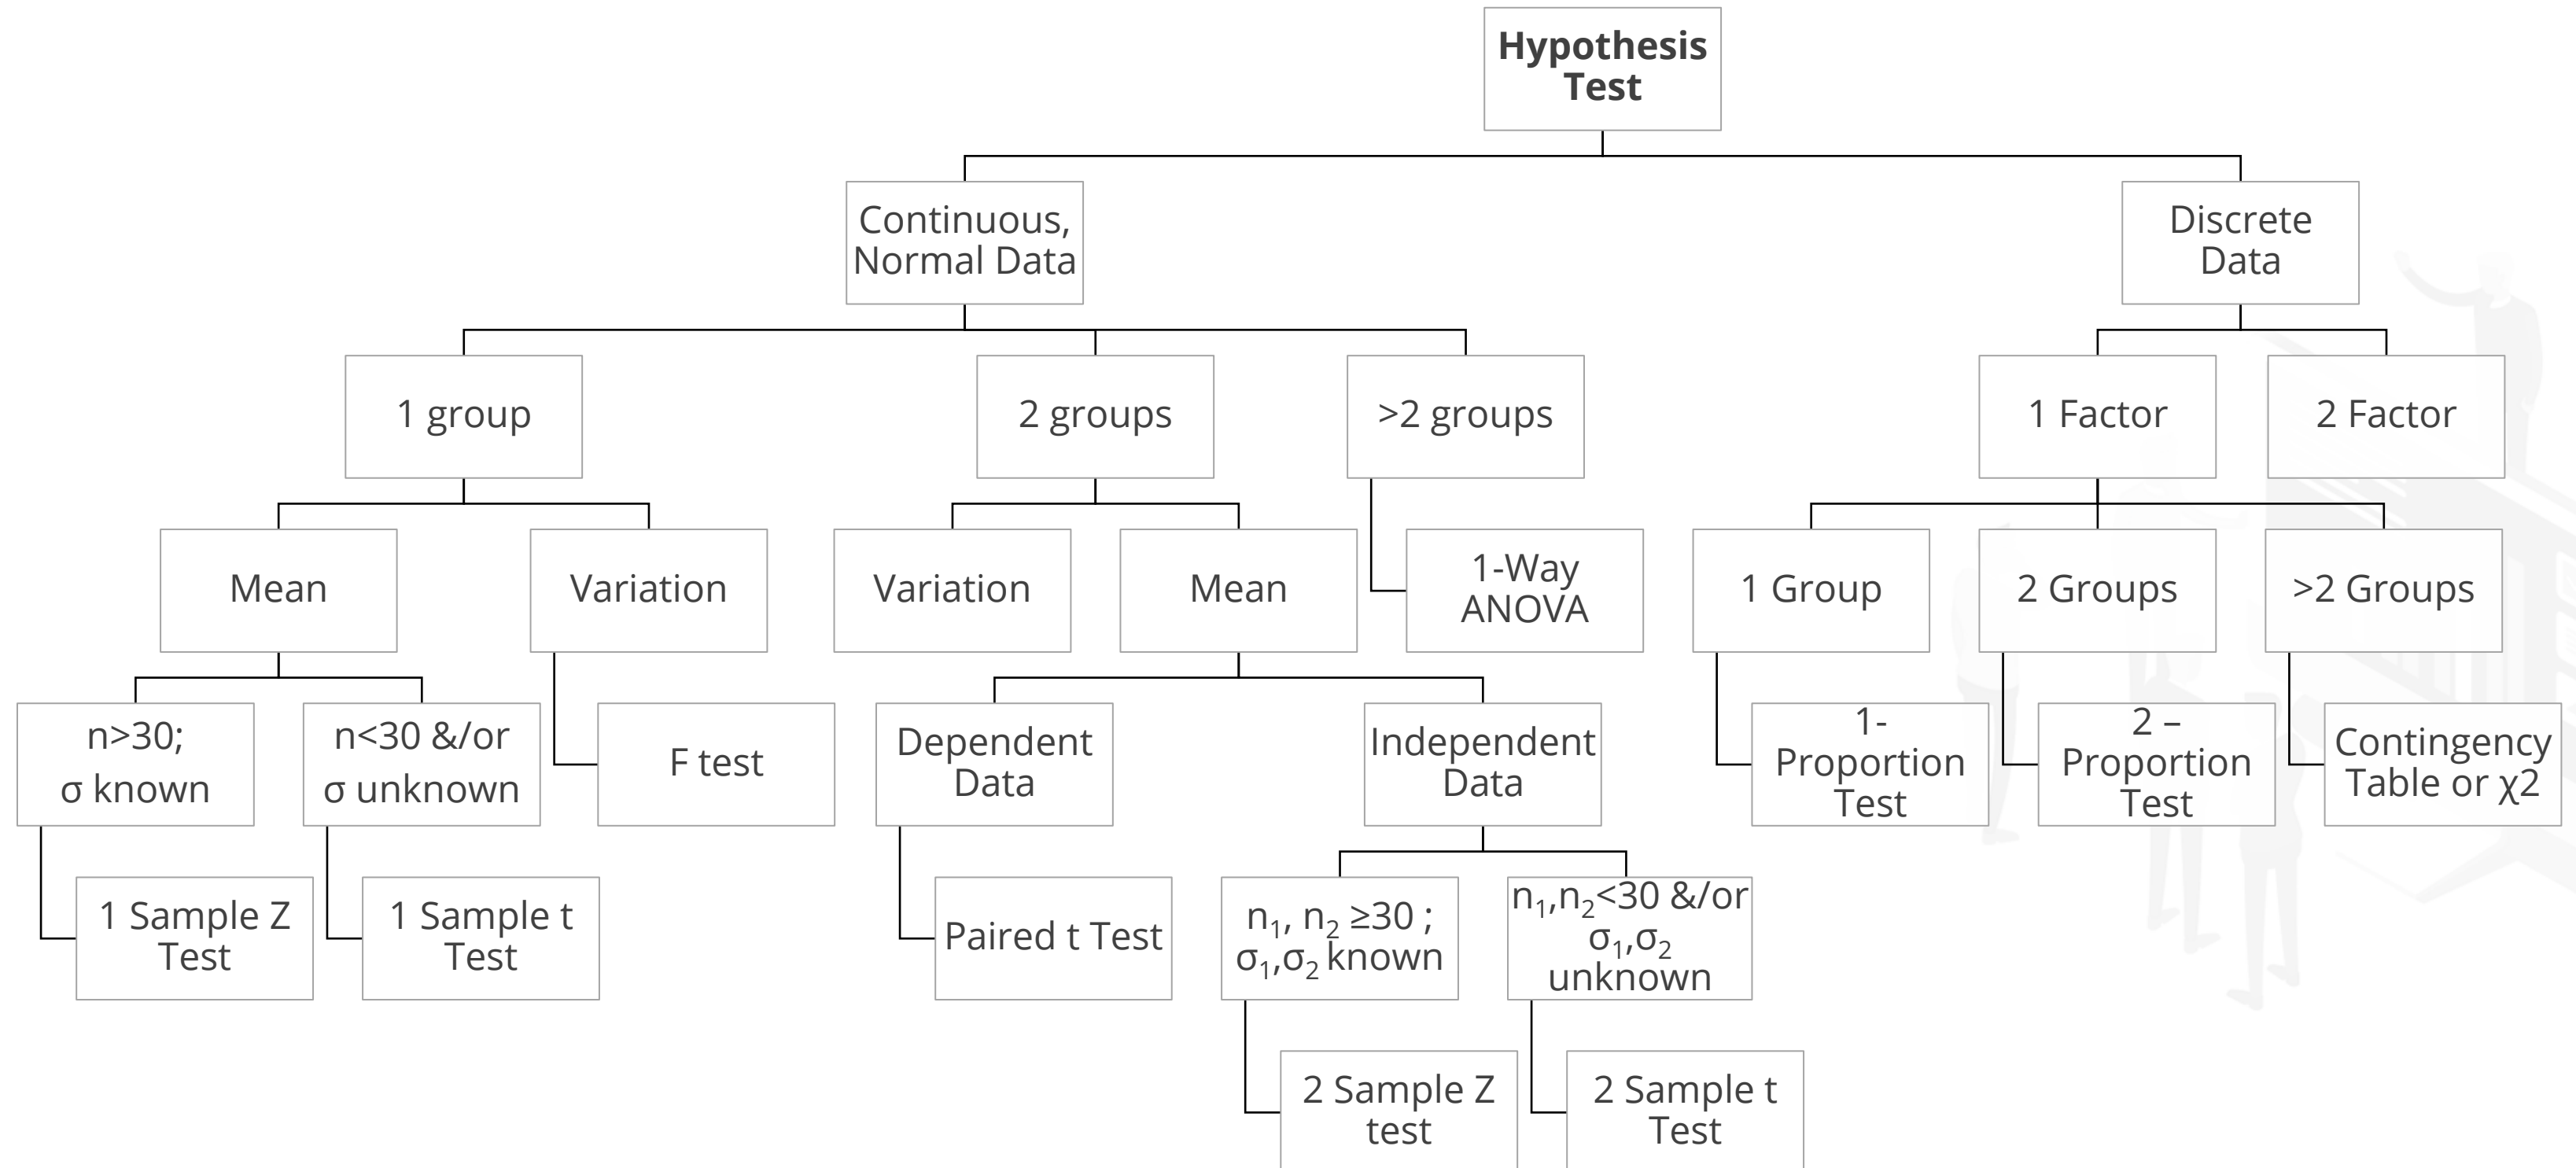 Hypothesis
Test
Continuous,
Normal Data
Discrete
Data
1 group
2 groups
>2 groups
1 Factor
2 Factor
Mean
Variation
Variation
Mean
1-Way
ANOVA
1 Group
2 Groups
>2 Groups
n>30;
σ known
n<30 &/or
σ unknown
F test
Dependent
Data
Independent
Data
1-
Proportion
Test
2 –
Proportion
Test
Contingency
Table or χ2
1 Sample Z
Test
1 Sample t
Test
Paired t Test
n₁, n₂ ≥30 ;
σ₁,σ₂ known
n₁,n₂<30 &/or
σ₁,σ₂
unknown
2 Sample Z
test
2 Sample t
Test